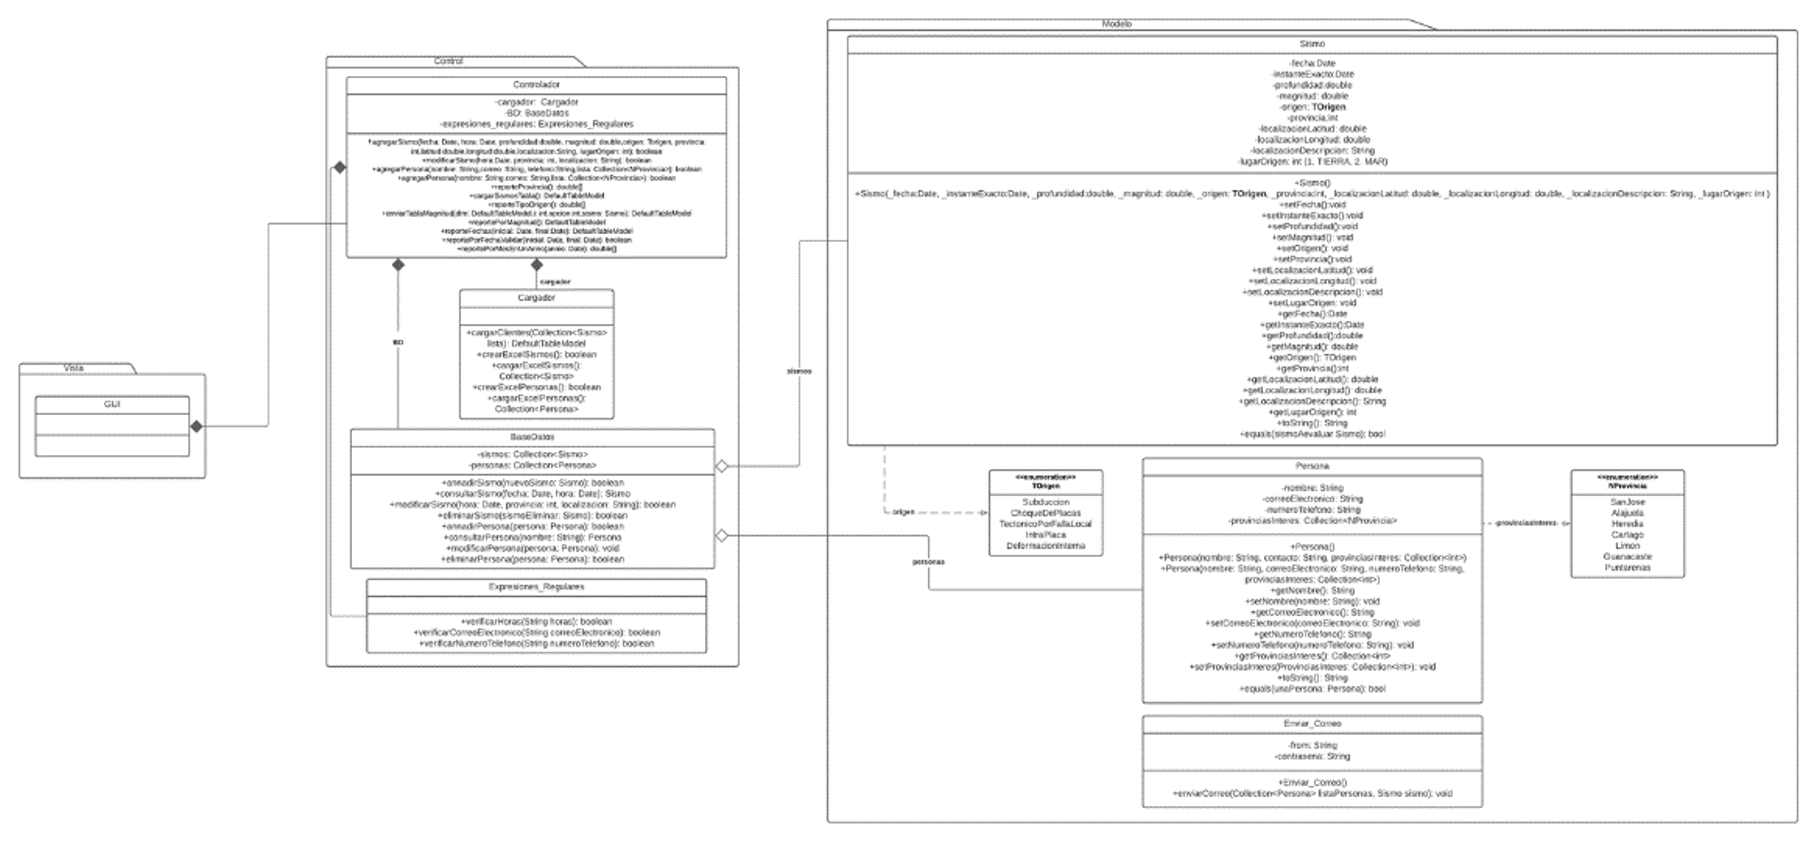 Vista
GUI
Control
Controlador
-cargador: Cargador
-BD: BaseDatos
-expresiones_regulares: Expresiones_Regulares
+agregarSismo(fecha: Date, hora: Date, profundidad:double, magnitud: double,origen: Torigen, provincia:
int,latitud:double,longitud:double,localizacion:String, lugarOrigen: int): boolean
+modificarSismo(hora:Date, provincia: int, localizacion: String): boolean
+agregarPersona(nombre: String,correo: String, telefono:String,lista: Collection<NProvincia>): boolean
+agregarPersona(nombre: String,correo: String,lista: Collection<NProvincia>): boolean
+reporteProvincia(): double[]
+cargarSismosTabla(): DefaultTableModel
+reporteTipoOrigen(): double[]
+enviarTablaMagnitud(dtm: DefaultTableModel,i: int,opcion:int,sismo: Sismo): DefaultTableModel
+reportePorMagnitud(): DefaultTableModel
+reporteFechas(inicial: Date, final:Date): DefaultTableModel
+reportePorFechaValidar(inicial: Date, final: Date): boolean
+reportePorMesEnUnAnno(anno: Date): double[]
cargador
Cargador
+cargarClientes(Collection<Sismo>
lista): DefaultTableModel
+crearExcelSismos(): boolean
+cargarExcelSismos():
Collection<Sismo>
+crearExcelPersonas(): boolean
+cargarExcelPersonas():
Collection<Persona>
BD
BaseDatos
-sismos: Collection<Sismo>
-personas: Collection<Persona>
+annadirSismo(nuevoSismo: Sismo): boolean
+consultarSismo(fecha: Date, hora: Date): Sismo
+modificarSismo(hora: Date, provincia: int, localizacion: String): boolean
+eliminarSismo(sismoEliminar: Sismo): boolean
+annadirPersona(persona: Persona): boolean
+consultarPersona(nombre: String): Persona
+modificarPersona(persona: Persona): void
+eliminarPersona(persona: Persona): boolean
Expresiones_Regulares
+verificarHoras(String horas): boolean
+verificarCorreoElectronico(String correoElectronico): boolean
+verificarNumeroTelefono(String numeroTelefono): boolean
sismos
personas
Modelo
Sismo
-fecha:Date
-instanteExacto:Date
-profundidad:double
-magnitud: double
-origen: TOrigen
-provincia:int
-localizacionLatitud: double
-localizacionLongitud: double
-localizacionDescripcion: String
-lugarOrigen: int (1. TIERRA, 2. MAR)
+Sismo()
+Sismo(_fecha:Date, _instanteExacto:Date, _profundidad:double, _magnitud: double, _origen: TOrigen, _provincia:int, _localizacionLatitud: double, _localizacionLongitud: double, _localizacionDescripcion: String, _lugarOrigen: int )
+setFecha():void
+setInstanteExacto():void
+setProfundidad():void
+setMagnitud(): void
+setOrigen(): void
+setProvincia():void
+setLocalizacionLatitud(): void
+setLocalizacionLongitud(): void
+setLocalizacionDescripcion(): void
+setLugarOrigen: void
+getFecha():Date
+getInstanteExacto():Date
+getProfundidad():double
+getMagnitud(): double
+getOrigen(): TOrigen
+getProvincia():int
+getLocalizacionLatitud(): double
+getLocalizacionLongitud(): double
+getLocalizacionDescripcion(): String
+getLugarOrigen(): int
+toString(): String
+equals(sismoAevaluar Sismo): bool
origen
<<enumeration>>
TOrigen
Subduccion
ChoqueDePlacas
TectonicoPorFallaLocal
IntraPlaca
DeformacionInterna
Persona
-nombre: String
-correoElectronico: String
-numeroTelefono: String
-provinciasInteres: Collection<NProvincia>
+Persona()
+Persona(nombre: String, contacto: String, provinciasInteres: Collection<int>)
+Persona(nombre: String, correoElectronico: String, numeroTelefono: String,
provinciasInteres: Collection<int>)
+getNombre(): String
+setNombre(nombre: String): void
+getCorreoElectronico(): String
+setCorreoElectronico(correoElectronico: String): void
+getNumeroTelefono(): String
+setNumeroTelefono(numeroTelefono: String): void
+getProvinciasInteres(): Collection<int>
+setProvinciasInteres(ProvinciasInteres: Collection<int>): void
+toString(): String
+equals(unaPersona: Persona): bool
provinciasInteres
<<enumeration>>
NProvincia
SanJose
Alajuela
Heredia
Cartago
Limon
Guanacaste
Puntarenas
Enviar_Correo
-from: String
-contrasena: String
+Enviar_Correo()
+enviarCorreo(Collection<Persona> listaPersonas, Sismo sismo): void